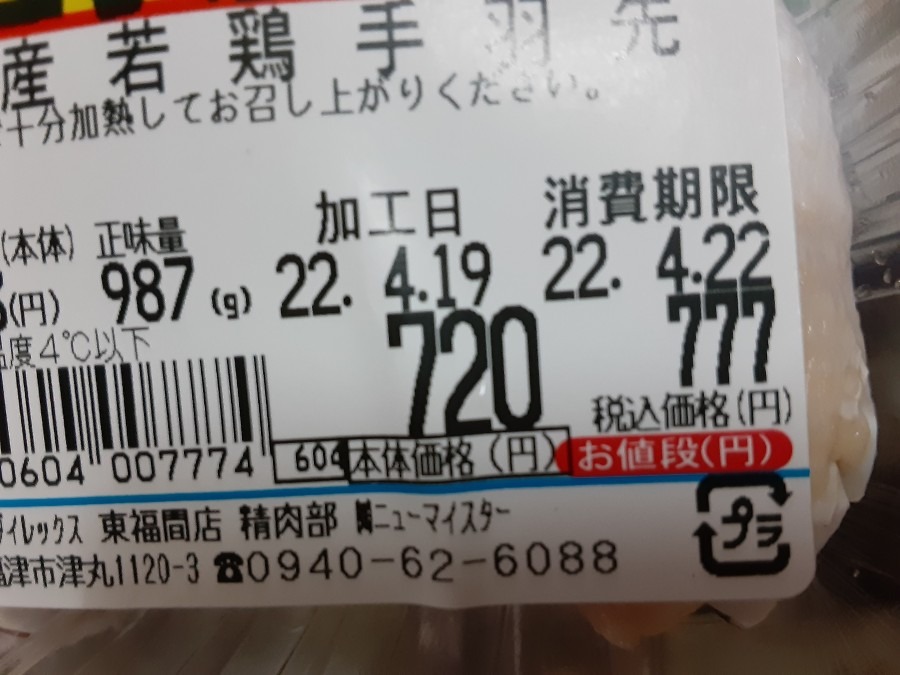 産若鶏手羽先
十分加熱してお召し上がりください。
(本体) 正味量 加工日 消費期限
(円) 987 (g) 22. 4.19 22. 4.22
度4℃以下 720 777
税込価格(円)
0604 007774 604 本体価格(円) お値段(円)
イレックス 東福間店 精肉部 ㈲ニューマイスター
津市津丸1120-3 ☎0940-62-6088
プラ